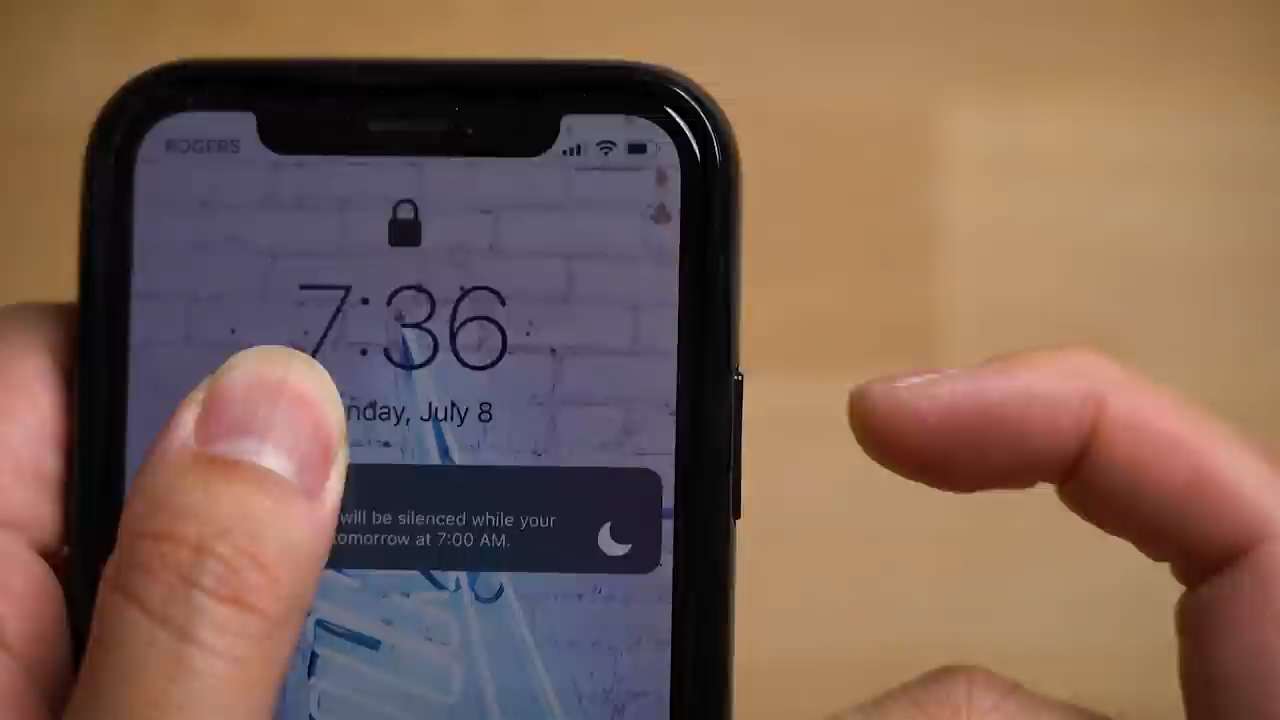 ROGERS
7:36
nday, July 8
will be silenced while your
tomorrow at 7:00 AM.